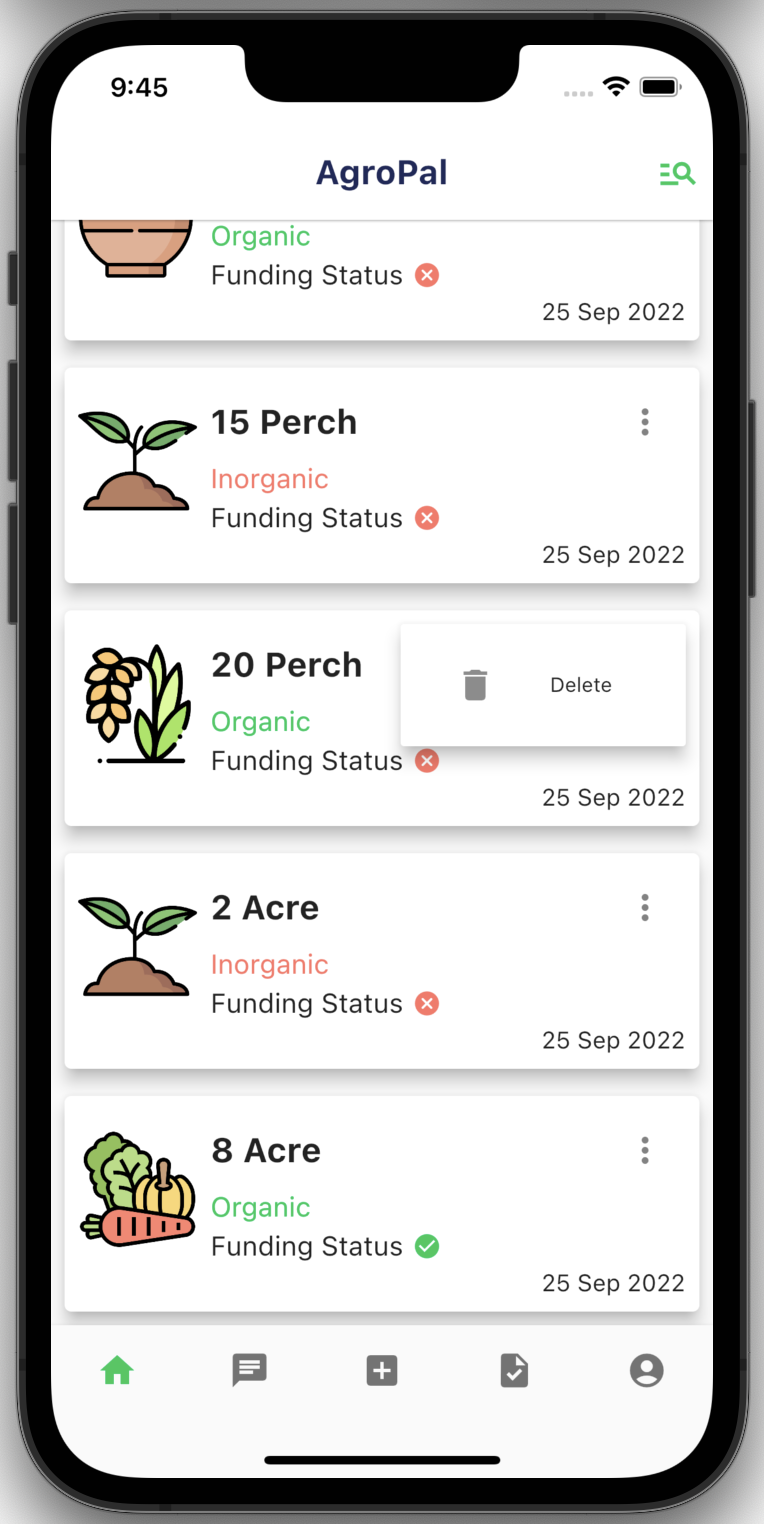 9:45
AgroPal
Organic
Funding Status
25 Sep 2022
15 Perch
Inorganic
Funding Status
25 Sep 2022
20 Perch
Delete
Organic
Funding Status
25 Sep 2022
2 Acre
Inorganic
Funding Status
25 Sep 2022
8 Acre
Organic
Funding Status
25 Sep 2022